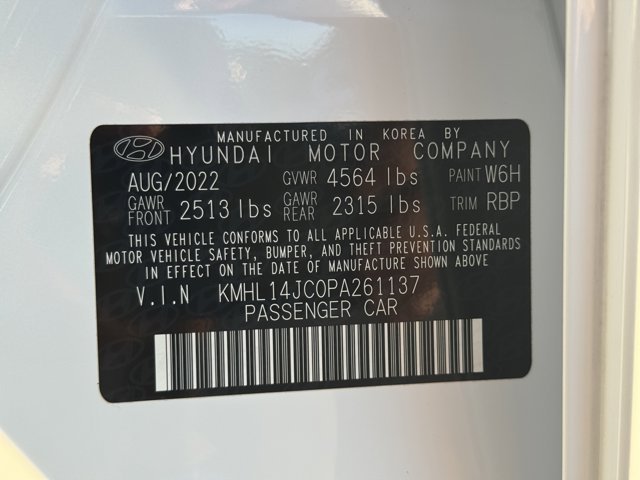 MANUFACTURED IN KOREA BY
HYUNDAI MOTOR COMPANY
AUG/2022 GVWR 4564 lbs PAINT W6H
GAWR FRONT 2513 lbs GAWR REAR 2315 lbs TRIM RBP
THIS VEHICLE CONFORMS TO ALL APPLICABLE U.S.A. FEDERAL
MOTOR VEHICLE SAFETY, BUMPER, AND THEFT PREVENTION STANDARDS
IN EFFECT ON THE DATE OF MANUFACTURE SHOWN ABOVE
V.I.N KMHL14JC0PA261137
PASSENGER CAR